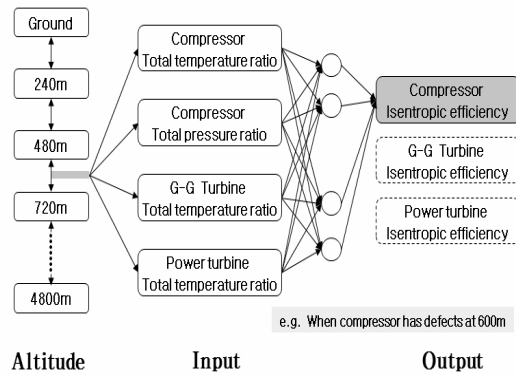 Ground
240m
480m
720m
4800m
Compressor
Total temperature ratio
Compressor
Total pressure ratio
G-G Turbine
Total temperature ratio
Power turbine
Total temperature ratio
Compressor
Isentropic efficiency
G-G Turbine
Isentropic efficiency
Power turbine
Isentropic efficiency
e.g. When compressor has defects at 600m
Altitude
Input
Output